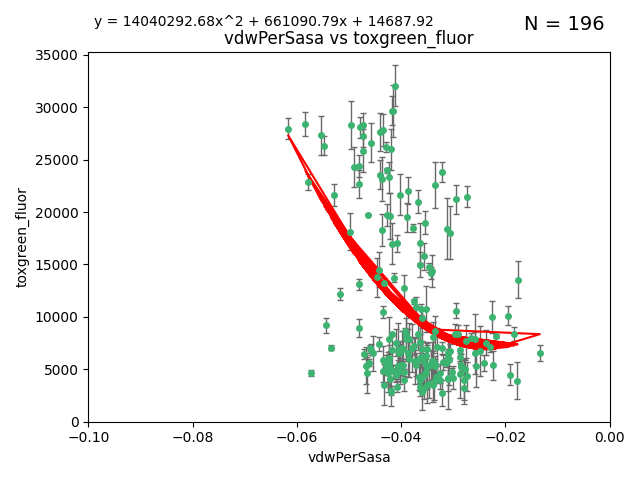 y = 14040292.68x^2 + 661090.79x + 14687.92
N = 196
vdwPerSasa vs toxgreen_fluor
35000
30000
25000
20000
15000
10000
5000
0
toxgreen_fluor
−0.10 −0.08 −0.06 −0.04 −0.02 0.00
vdwPerSasa